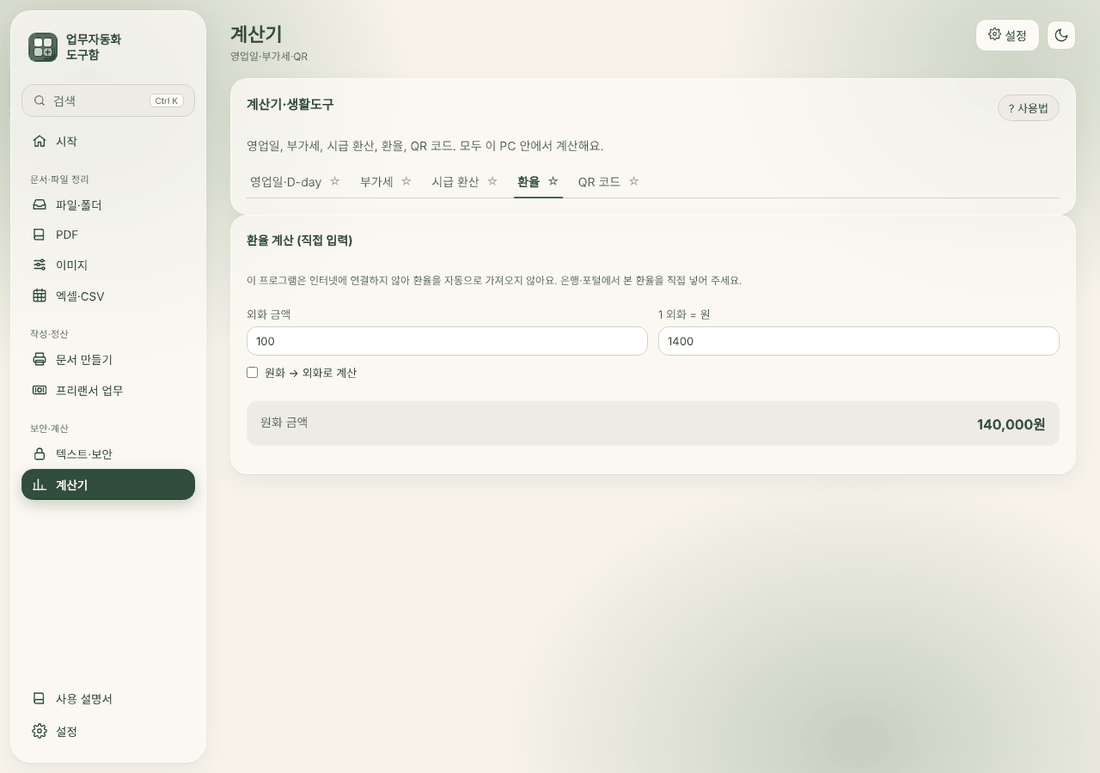 업무자동화
도구함
검색 Ctrl K
시작
문서·파일 정리
파일·폴더
PDF
이미지
엑셀·CSV
작성·정산
문서 만들기
프리랜서 업무
보안·계산
텍스트·보안
계산기
사용 설명서
설정
계산기
영업일·부가세·QR
설정
계산기·생활도구
? 사용법
영업일, 부가세, 시급 환산, 환율, QR 코드. 모두 이 PC 안에서 계산해요.
영업일·D-day ☆ 부가세 ☆ 시급 환산 ☆ 환율 ☆ QR 코드 ☆
환율 계산 (직접 입력)
이 프로그램은 인터넷에 연결하지 않아 환율을 자동으로 가져오지 않아요. 은행·포털에서 본 환율을 직접 넣어 주세요.
외화 금액
100
1 외화 = 원
1400
원화 → 외화로 계산
원화 금액 140,000원